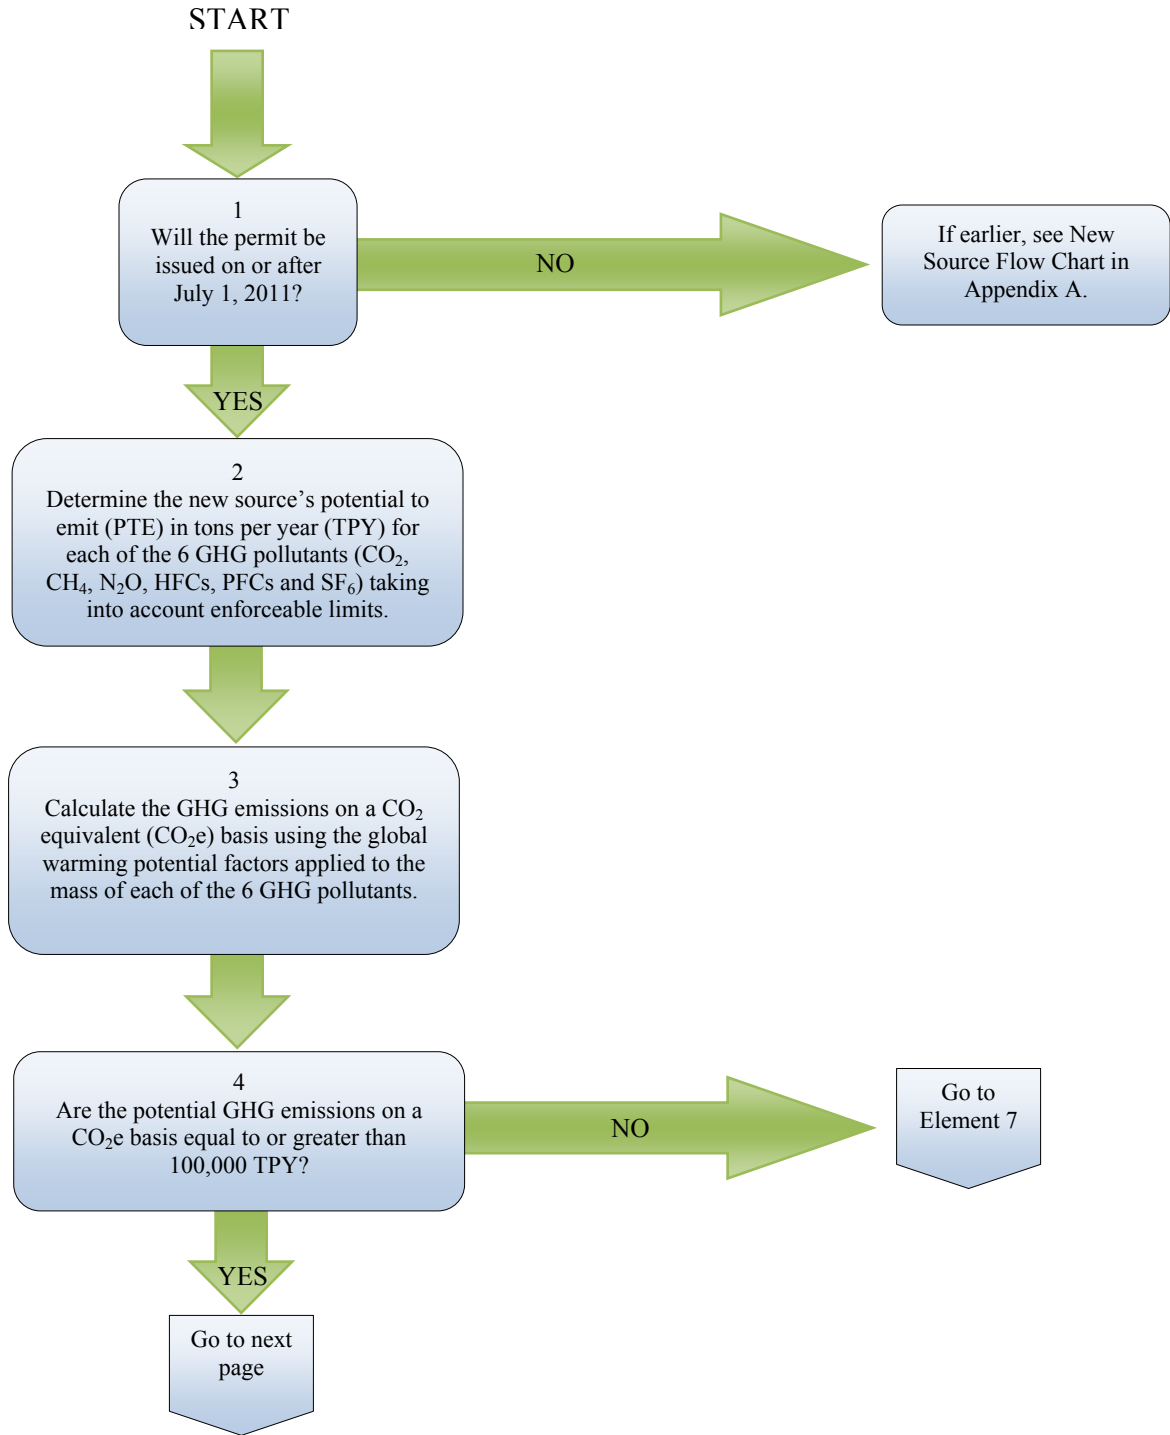 START
1
Will the permit be
issued on or after
July 1, 2011?
NO
If earlier, see New
Source Flow Chart in
Appendix A.
YES
2
Determine the new source’s potential to
emit (PTE) in tons per year (TPY) for
each of the 6 GHG pollutants (CO₂,
CH₄, N₂O, HFCs, PFCs and SF₆) taking
into account enforceable limits.
3
Calculate the GHG emissions on a CO₂
equivalent (CO₂e) basis using the global
warming potential factors applied to the
mass of each of the 6 GHG pollutants.
4
Are the potential GHG emissions on a
CO₂e basis equal to or greater than
100,000 TPY?
NO
Go to
Element 7
YES
Go to next
page